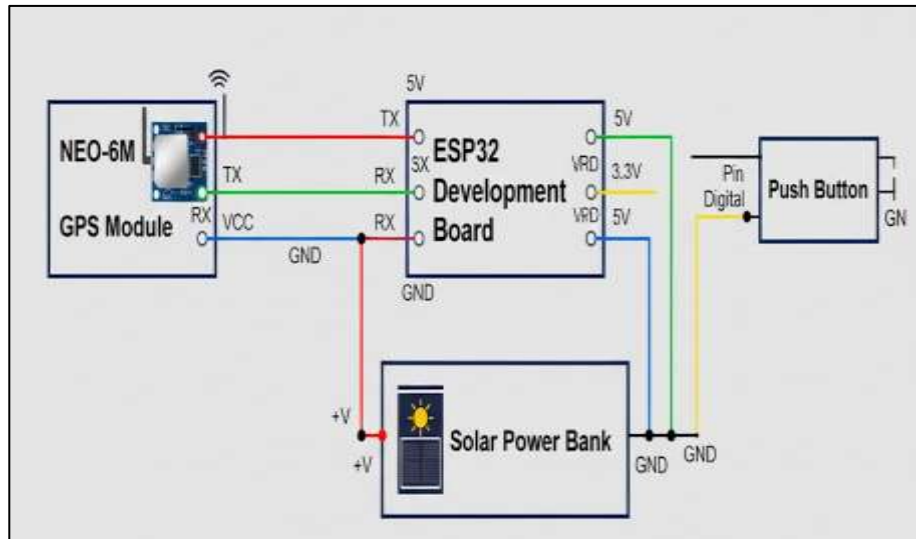 5V
NEO-6M
TX
ESP32
5V
SX
VRD
3.3V
Pin
TX
RX
Development
Digital
Push Button
RX
VCC
VRD
5V
GPS Module
RX
Board
GN
GND
GND
+V
Solar Power Bank
+V
GND
GND